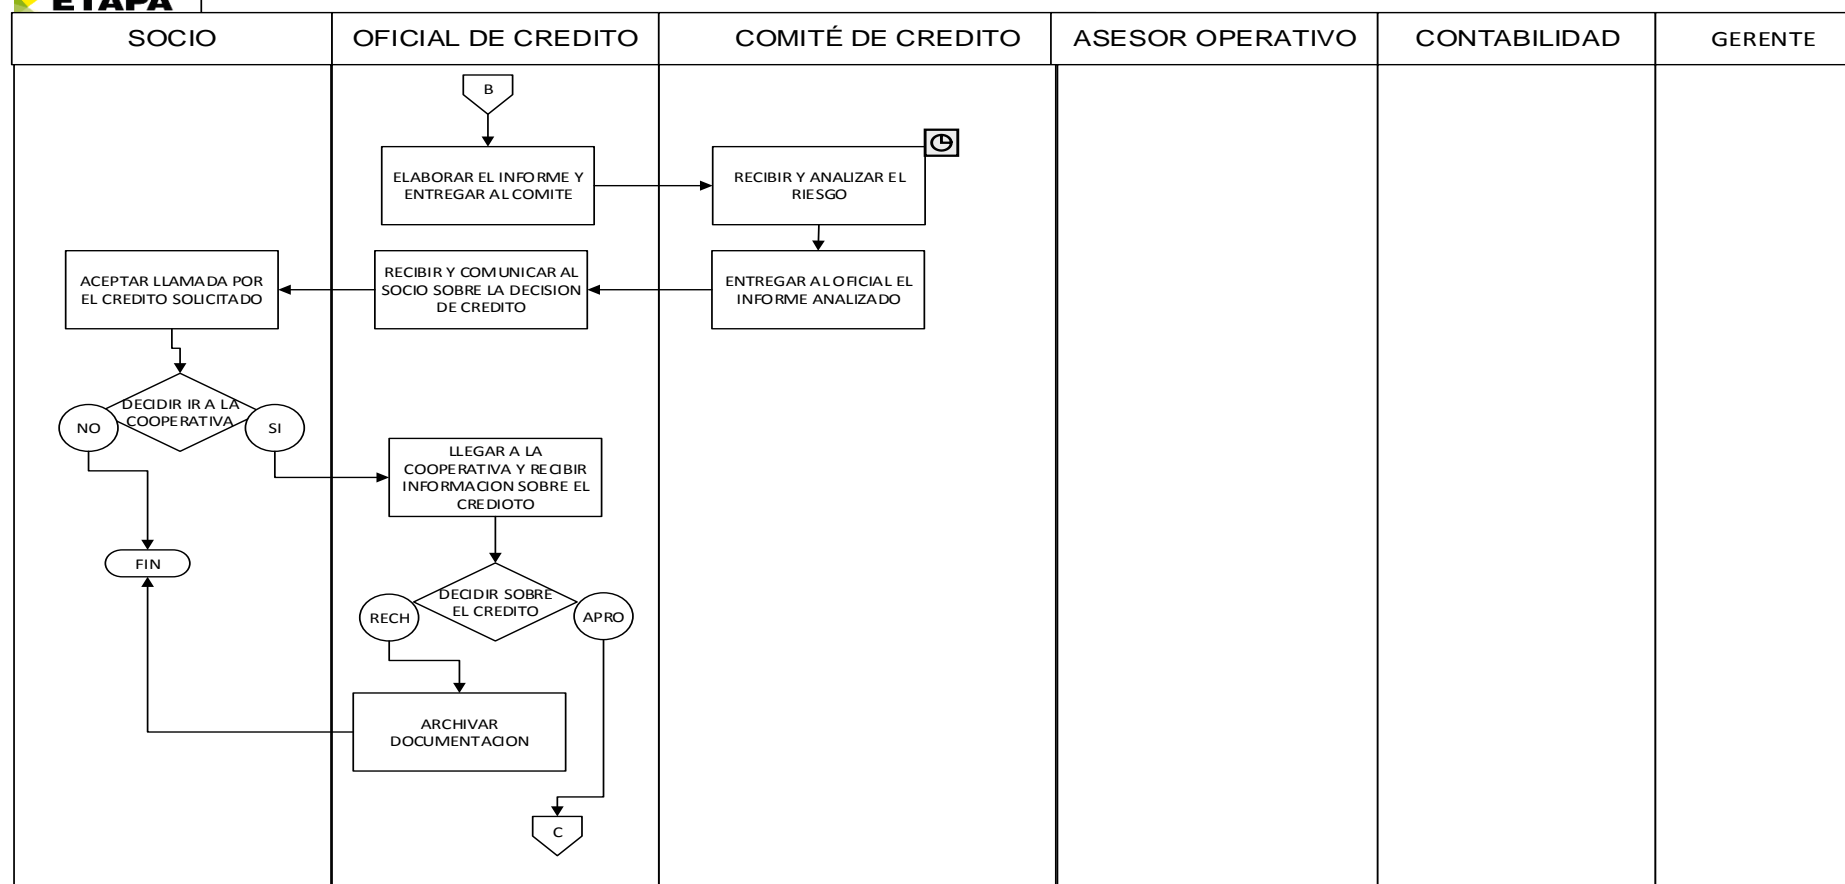 ETAPA
SOCIO
OFICIAL DE CREDITO
COMITÉ DE CREDITO
ASESOR OPERATIVO
CONTABILIDAD
GERENTE
B
ELABORAR EL INFORME Y
ENTREGAR AL COMITE
RECIBIR Y ANALIZAR EL
RIESGO
ACEPTAR LLAMADA POR
EL CREDITO SOLICITADO
RECIBIR Y COMUNICAR AL
SOCIO SOBRE LA DECISION
DE CREDITO
ENTREGAR AL OFICIAL EL
INFORME ANALIZADO
DECIDIR IR A LA
COOPERATIVA
NO
SI
LLEGAR A LA
COOPERATIVA Y RECIBIR
INFORMACION SOBRE EL
CREDIOTO
FIN
DECIDIR SOBRE
EL CREDITO
RECH
APRO
ARCHIVAR
DOCUMENTACION
C